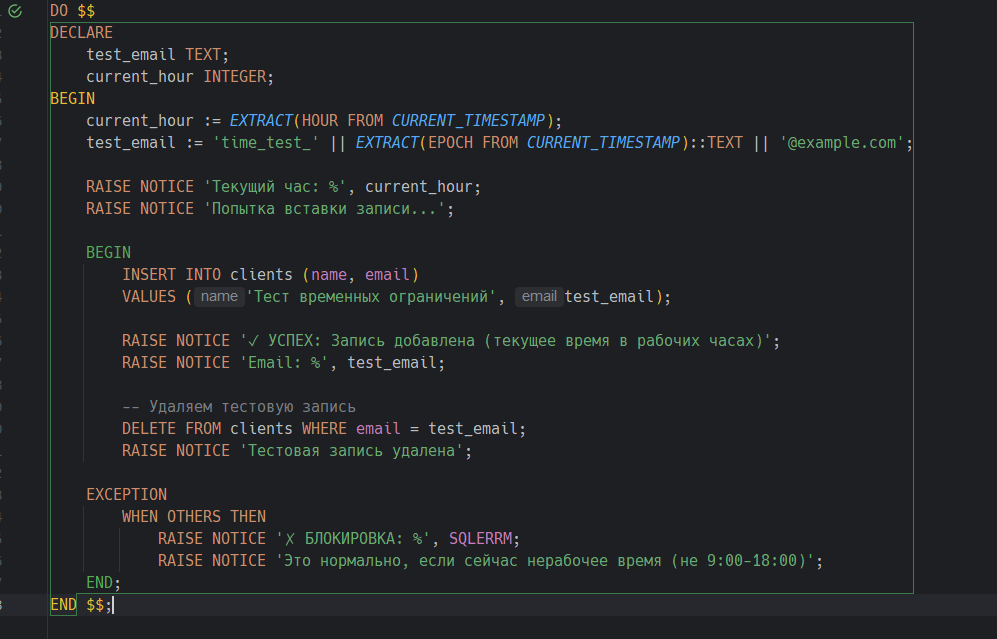 DO $$
DECLARE
    test_email TEXT;
    current_hour INTEGER;
BEGIN
    current_hour := EXTRACT(HOUR FROM CURRENT_TIMESTAMP);
    test_email := 'time_test_' || EXTRACT(EPOCH FROM CURRENT_TIMESTAMP)::TEXT || '@example.com';
    RAISE NOTICE 'Текущий час: %', current_hour;
    RAISE NOTICE 'Попытка вставки записи...';
    BEGIN
        INSERT INTO clients (name, email)
        VALUES ( name 'Тест временных ограничений', email test_email);
        RAISE NOTICE '✓ УСПЕХ: Запись добавлена (текущее время в рабочих часах)';
        RAISE NOTICE 'Email: %', test_email;
        -- Удаляем тестовую запись
        DELETE FROM clients WHERE email = test_email;
        RAISE NOTICE 'Тестовая запись удалена';
    EXCEPTION
        WHEN OTHERS THEN
            RAISE NOTICE '✗ БЛОКИРОВКА: %', SQLERRM;
            RAISE NOTICE 'Это нормально, если сейчас нерабочее время (не 9:00-18:00)';
    END;
END $$;